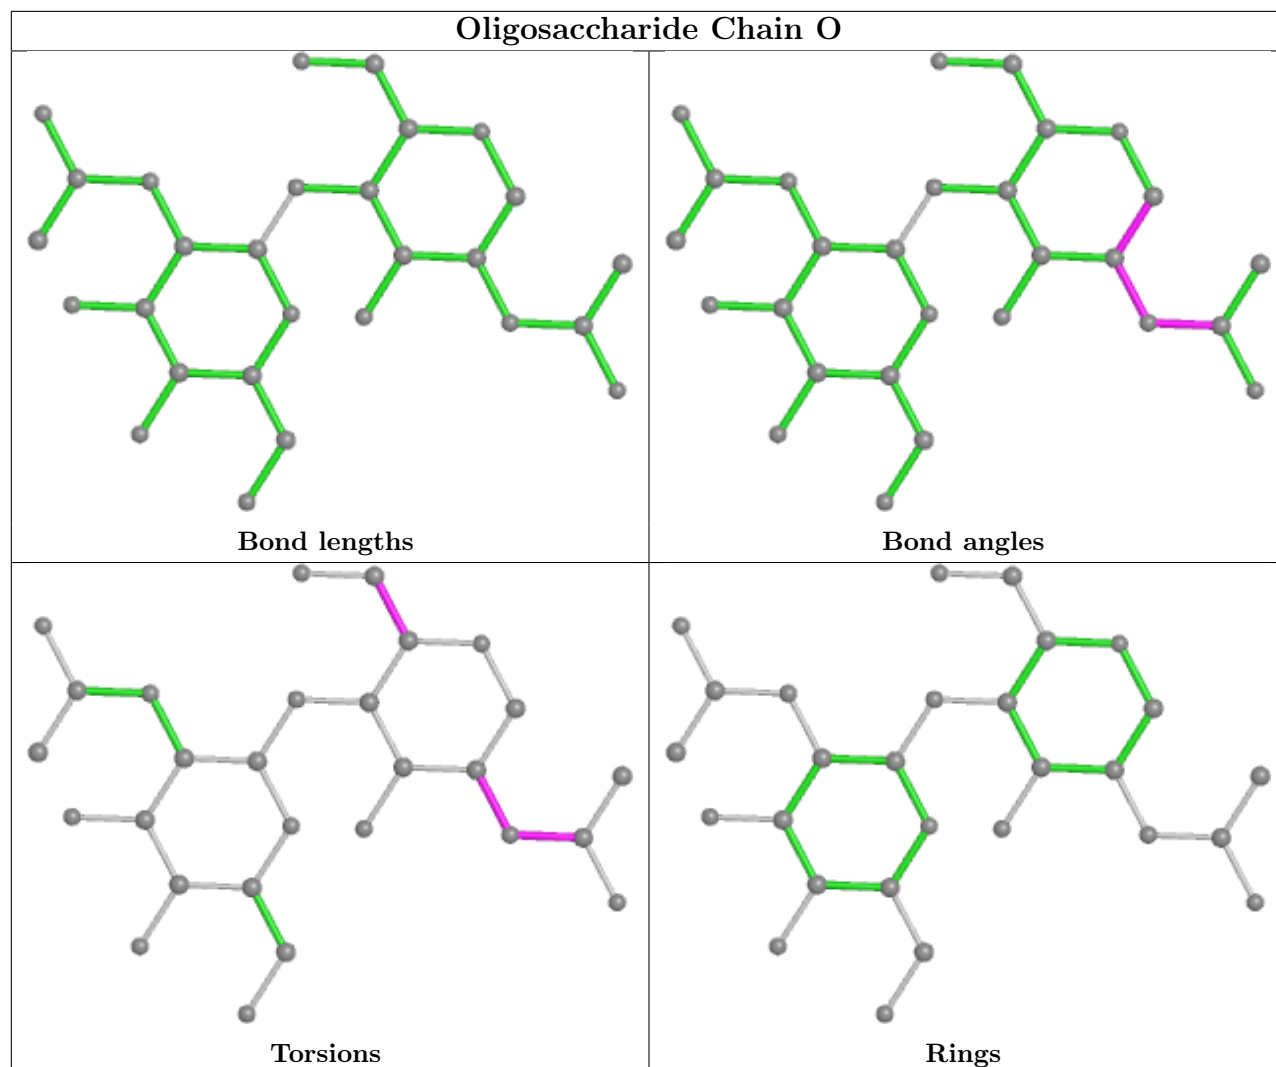 Oligosaccharide Chain O
Bond lengths
Bond angles
Torsions
Rings